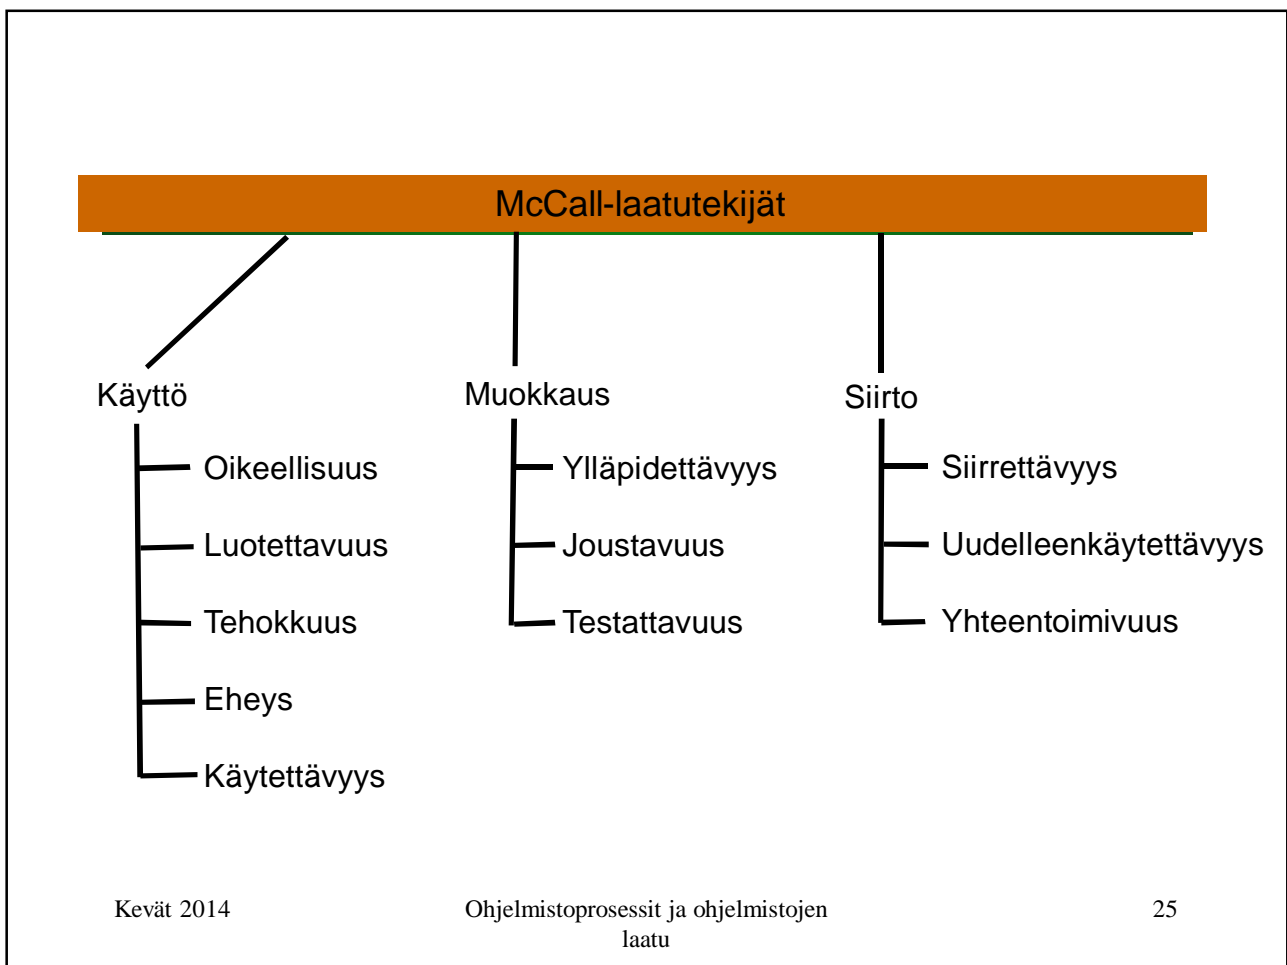 McCall-laatutekijät
Käyttö
Oikeellisuus
Luotettavuus
Tehokkuus
Eheys
Käytettävyys
Muokkaus
Ylläpidettävyys
Joustavuus
Testattavuus
Siirto
Siirrettävyys
Uudelleenkäytettävyys
Yhteentoimivuus
Kevät 2014
Ohjelmistoprosessit ja ohjelmistojen
laatu
25